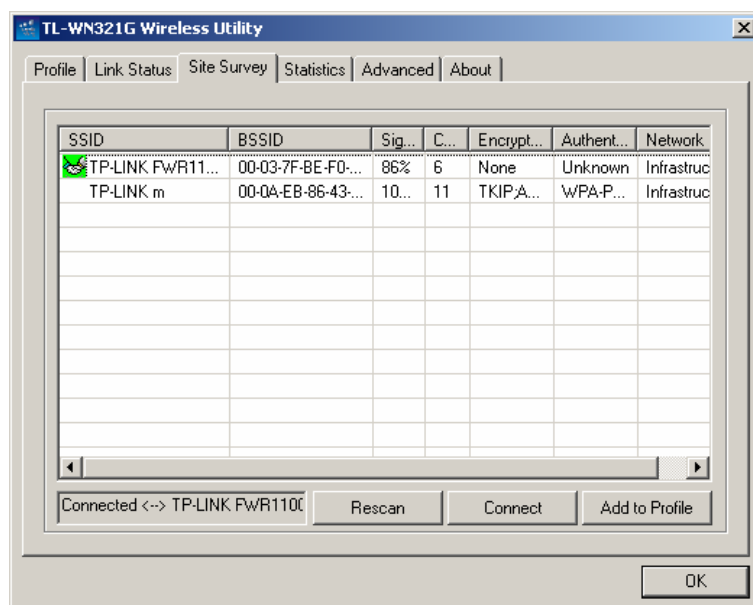 TL-WN321G Wireless Utility
Profile Link Status Site Survey Statistics Advanced About
SSID BSSID Sig... C... Encrypt... Authent... Network
TP-LINK FWR11... 00-03-7F-BE-F0-... 86% 6 None Unknown Infrastruc
TP-LINK m 00-0A-EB-86-43-... 10... 11 TKIP;A... WPA-P... Infrastruc
Connected <--> TP-LINK FWR1100 Rescan Connect Add to Profile
OK